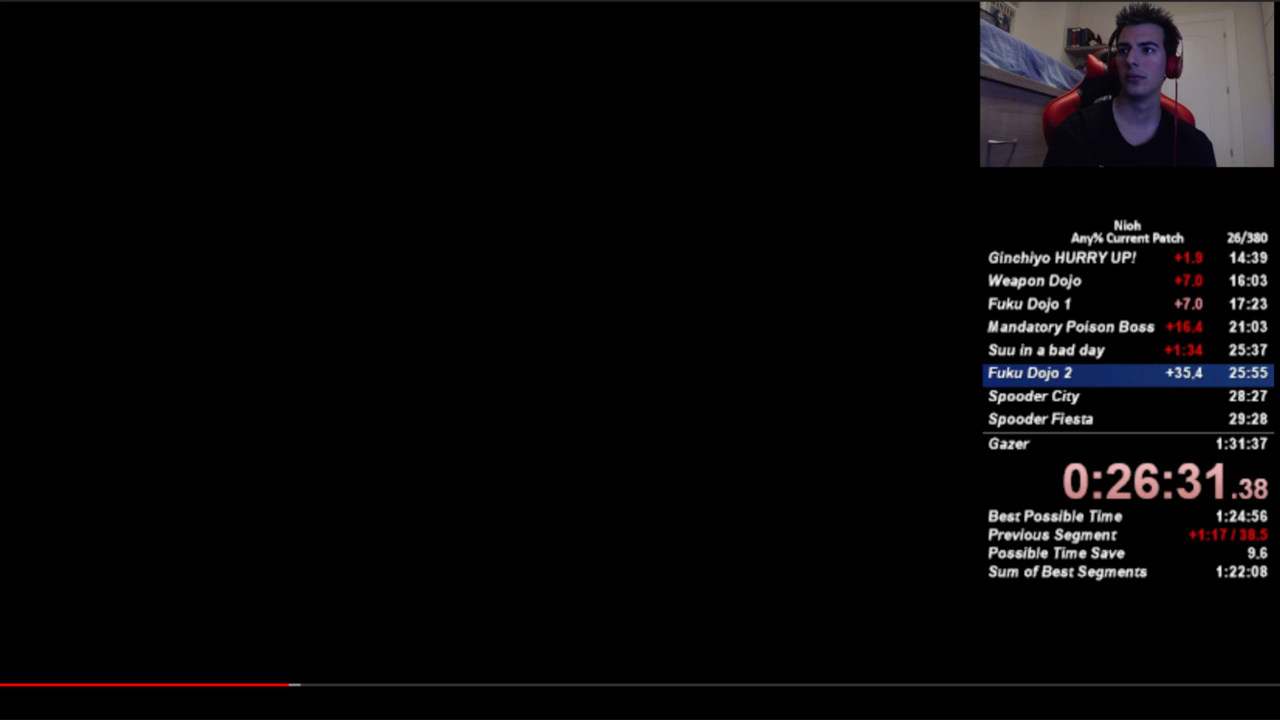 Nioh
Any% Current Patch 26/380
Ginchiyo HURRY UP! +1.9 14:39
Weapon Dojo +7.0 16:03
Fuku Dojo 1 +7.0 17:23
Mandatory Poison Boss +16.4 21:03
Suu in a bad day +1:34 25:37
Fuku Dojo 2 +35.4 25:55
Spooder City 28:27
Spooder Fiesta 29:28
Gazer 1:31:37
0:26:31.38
Best Possible Time 1:24:56
Previous Segment +1:17 / 38.5
Possible Time Save 9.6
Sum of Best Segments 1:22:08